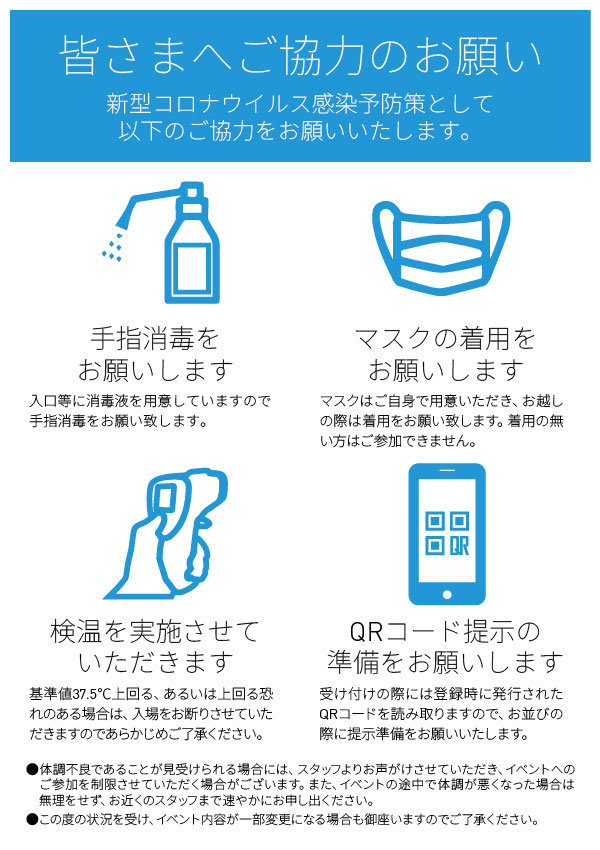 皆さまへご協力のお願い
新型コロナウイルス感染予防策として
以下のご協力をお願いいたします。
手指消毒を
お願いします
入口等に消毒液を用意していますので
手指消毒をお願い致します。
マスクの着用を
お願いします
マスクはご自身で用意いただき、お越し
の際は着用をお願い致します。着用の無
い方はご参加できません。
検温を実施させて
いただきます
基準値37.5℃上回る、あるいは上回る恐
れのある場合は、入場をお断りさせていた
だきますのであらかじめご了承ください。
QR
QRコード提示の
準備をお願いします
受け付けの際には登録時に発行された
QRコードを読み取りますので、お並びの
際に提示準備をお願いいたします。
●体調不良であることが見受けられる場合には、スタッフよりお声がけさせていただき、イベントへの
ご参加を制限させていただく場合がございます。また、イベントの途中で体調が悪くなった場合は
無理をせず、お近くのスタッフまで速やかにお申し出ください。
●この度の状況を受け、イベント内容が一部変更になる場合も御座いますのでご了承ください。